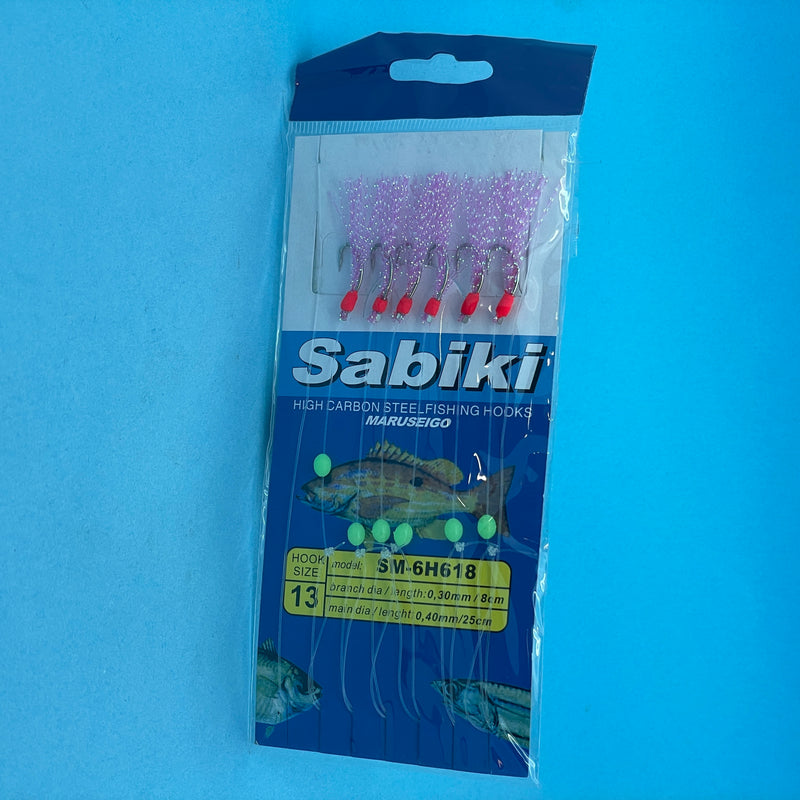 Sabiki
HIGH CARBON STEELFISHING HOOKS
MARUSEIGO
HOOK SIZE
13
model: SM-6H618
branch dia / length: 0,30mm / 8cm
main dia / lenght: 0,40mm/25cm